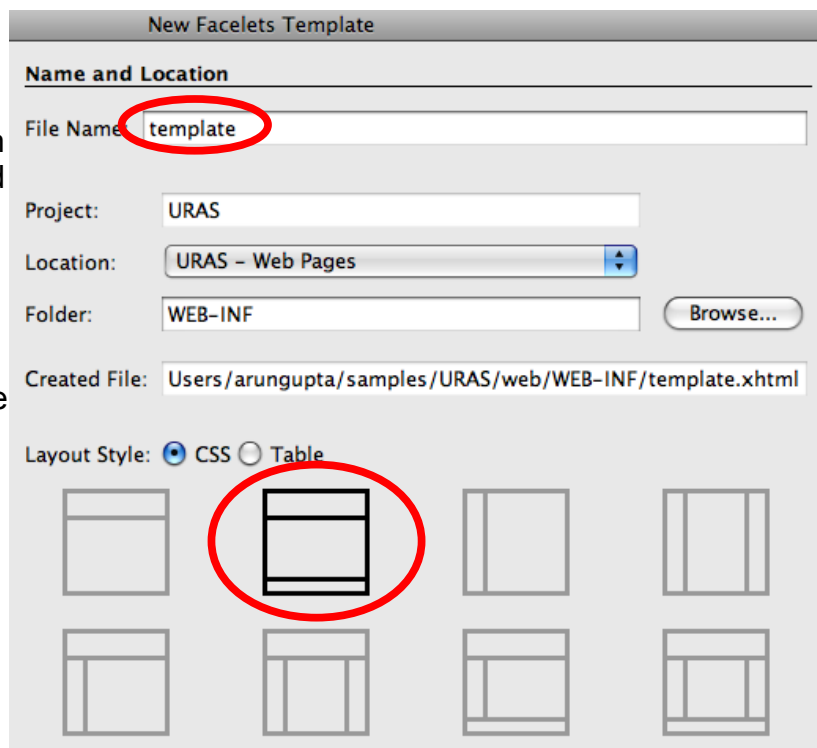 New Facelets Template
Name and Location
File Name: template
Project: URAS
Location: URAS – Web Pages
Folder: WEB-INF Browse...
Created File: Users/arungupta/samples/URAS/web/WEB-INF/template.xhtml
Layout Style: CSS Table